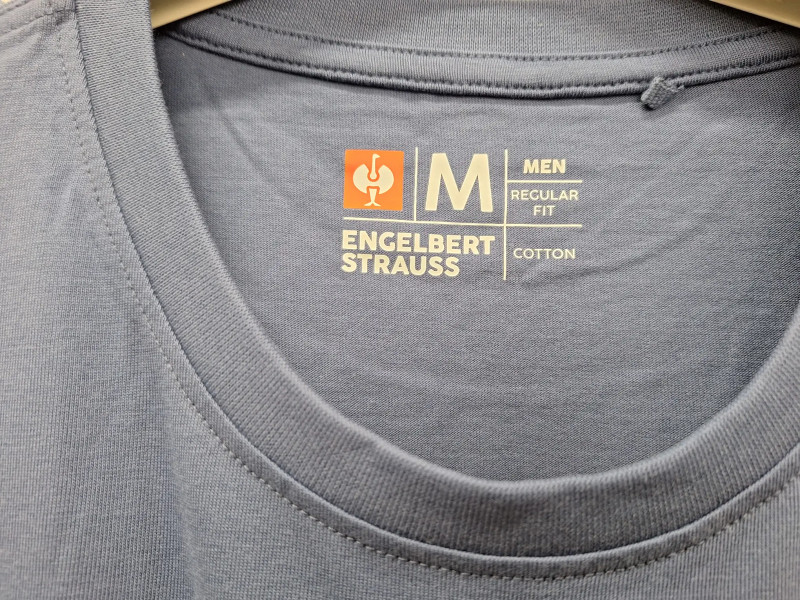 M
MEN
REGULAR
FIT
ENGELBERT
STRAUSS
COTTON